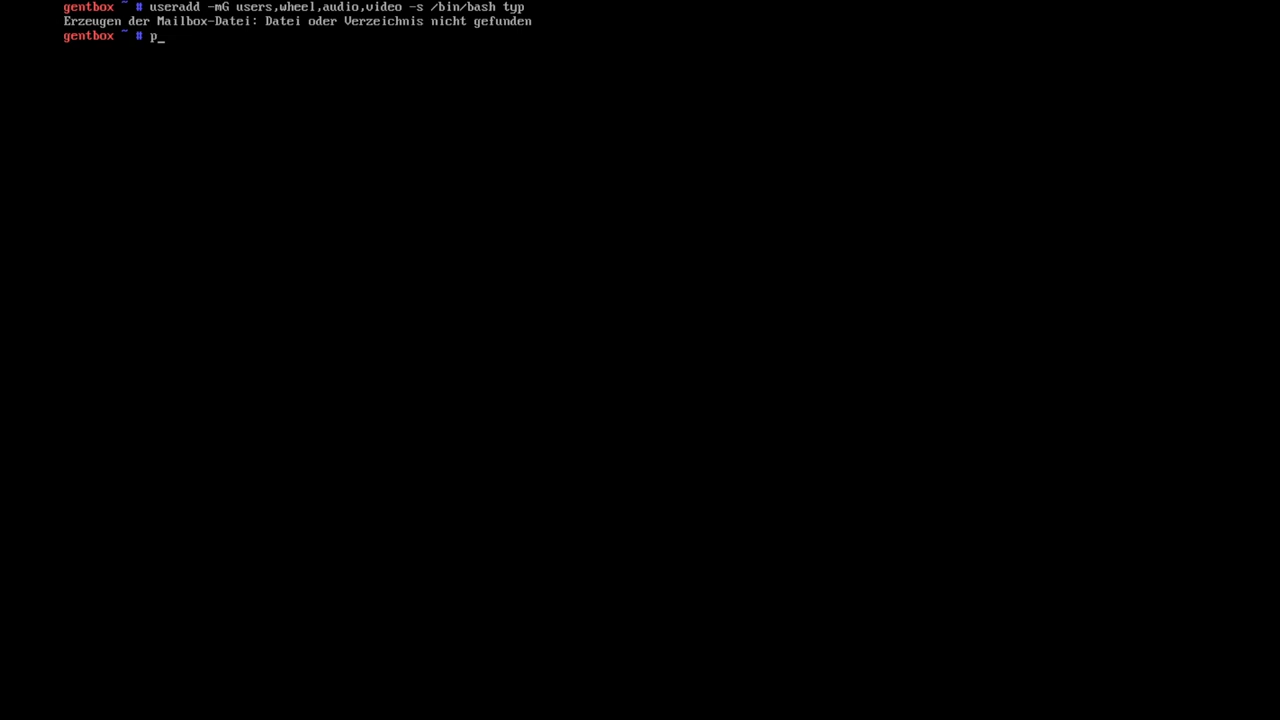 gentbox ~ # useradd -mG users,wheel,audio,video -s /bin/bash typ
Erzeugen der Mailbox-Datei: Datei oder Verzeichnis nicht gefunden
gentbox ~ # p_